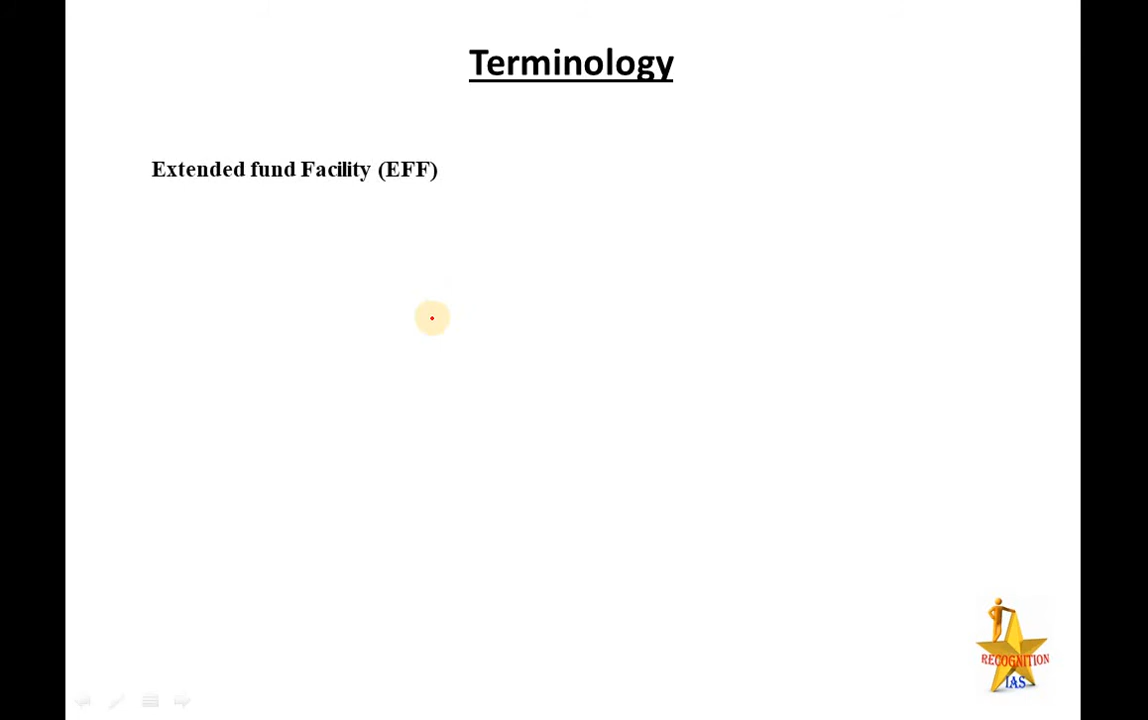 Terminology
Extended fund Facility (EFF)
RECOGNITION
IAS